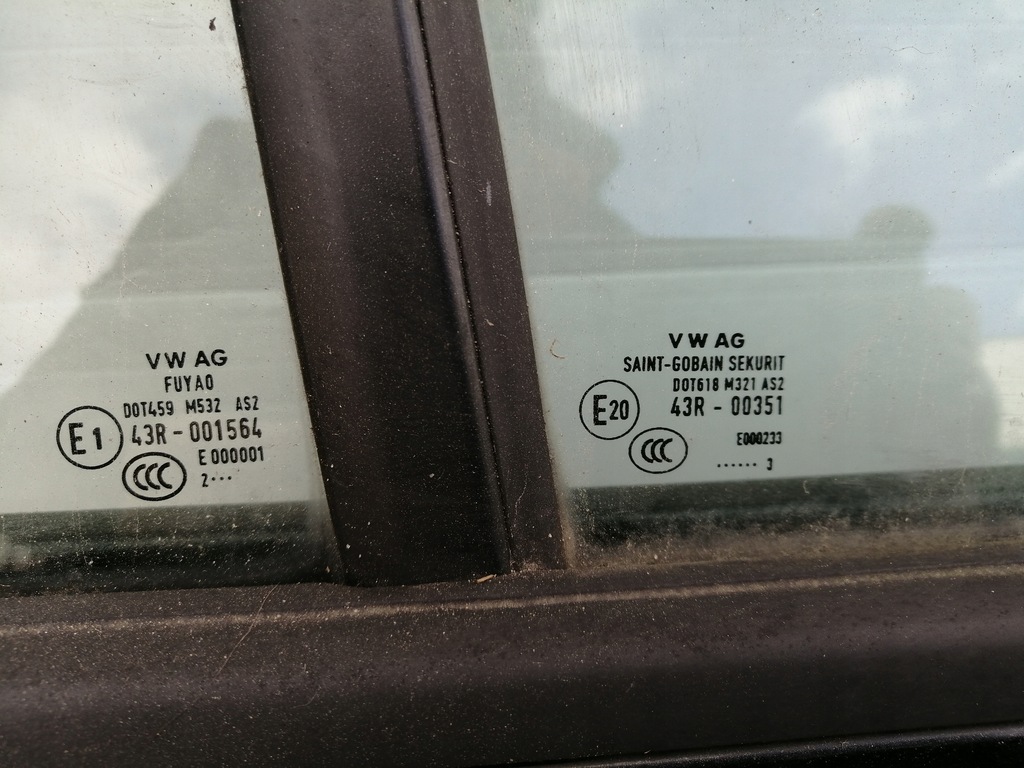 VW AG
FUYAO
DOT459 M532 AS2
E1
43R - 001564
E 000001
CCC
2···
VW AG
SAINT-GOBAIN SEKURIT
DOT618 M321 AS2
E20
43R - 00351
E000233
CCC
······ 3